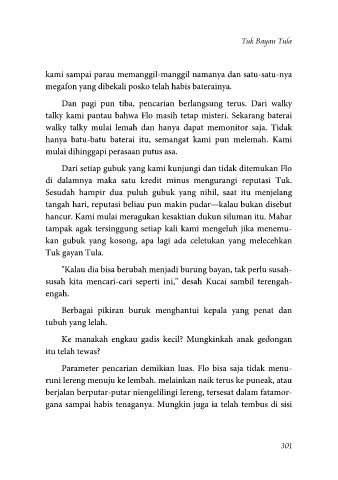 Tuk Bayan Tula
kami sampai parau memanggil-manggil namanya dan satu-satu-nya
megafon yang dibekali posko telah habis baterainya.
Dan pagi pun tiba, pencarian berlangsung terus. Dari walky
talky kami pantau bahwa Flo masih tetap misteri. Sekarang baterai
walky talky mulai lemah dan hanya dapat memonitor saja. Tidak
hanya batu-batu baterai itu, semangat kami pun melemah. Kami
mulai dihinggapi perasaan putus asa.
Dari setiap gubuk yang kami kunjungi dan tidak ditemukan Flo
di dalamnya maka satu kredit minus mengurangi reputasi Tuk.
Sesudah hampir dua puluh gubuk yang nihil, saat itu menjelang
tangah hari, reputasi beliau pun makin pudar—kalau bukan disebut
hancur. Kami mulai meragukan kesaktian dukun siluman itu. Mahar
tampak agak tersinggung setiap kali kami mengeluh jika menemu-
kan gubuk yang kosong, apa lagi ada celetukan yang melecehkan
Tuk gayan Tula.
"Kalau dia bisa berubah menjadi burung bayan, tak perlu susah-
susah kita mencari-cari seperti ini," desah Kucai sambil terengah-
engah.
Berbagai pikiran buruk menghantui kepala yang penat dan
tubuh yang lelah.
Ke manakah engkau gadis kecil? Mungkinkah anak gedongan
itu telah tewas?
Parameter pencarian demikian luas. Flo bisa saja tidak menu-
runi lereng menuju ke lembah. melainkan naik terus ke puneak, atau
berjalan berputar-putar niengelilingi lereng, tersesat dalam fatamor-
gana sampai habis tenaganya. Mungkin juga ia telah tembus di sisi
301